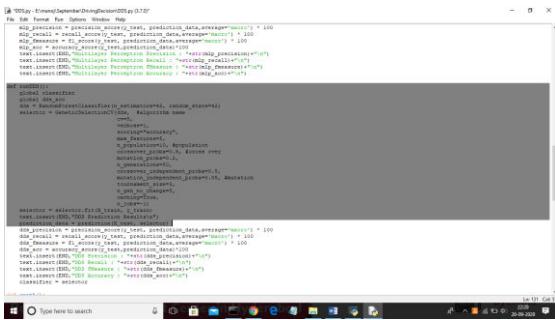 *DDS.py - E:\manoj\September\DrivingDecision\DDS.py (3.7.0)*
File Edit Format Run Options Window Help
mlp_precision = precision_score(y_test, prediction_data,average='macro') * 100
mlp_recall = recall_score(y_test, prediction_data,average='macro') * 100
mlp_fmeasure = f1_score(y_test, prediction_data,average='macro') * 100
mlp_acc = accuracy_score(y_test,prediction_data)*100
text.insert(END,"Multilayer Perceptron Precision : "+str(mlp_precision)+"\n")
text.insert(END,"Multilayer Perceptron Recall : "+str(mlp_recall)+"\n")
text.insert(END,"Multilayer Perceptron FMeasure : "+str(mlp_fmeasure)+"\n")
text.insert(END,"Multilayer Perceptron Accuracy : "+str(mlp_acc)+"\n")
def runDDS():
global classifier
global dds_acc
dds = RandomForestClassifier(n_estimators=45, random_state=42)
selector = GeneticSelectionCV(dds, #algorithm name
cv=5,
verbose=1,
scoring="accuracy",
max_features=5,
n_population=10, #population
crossover_proba=0.5, #cross over
mutation_proba=0.2,
n_generations=50,
crossover_independent_proba=0.5,
mutation_independent_proba=0.05, #mutation
tournament_size=5,
n_gen_no_change=5,
caching=True,
n_jobs=-1)
selector = selector.fit(X_train, y_train)
text.insert(END,"DDS Prediction Results\n")
prediction_data = prediction(X_test, selector)
dds_precision = precision_score(y_test, prediction_data,average='macro') * 100
dds_recall = recall_score(y_test, prediction_data,average='macro') * 100
dds_fmeasure = f1_score(y_test, prediction_data,average='macro') * 100
dds_acc = accuracy_score(y_test,prediction_data)*100
text.insert(END,"DDS Precision : "+str(dds_precision)+"\n")
text.insert(END,"DDS Recall : "+str(dds_recall)+"\n")
text.insert(END,"DDS FMeasure : "+str(dds_fmeasure)+"\n")
text.insert(END,"DDS Accuracy : "+str(dds_acc)+"\n")
classifier = selector
Ln: 131 Col: 1
Type here to search
20-09-2020